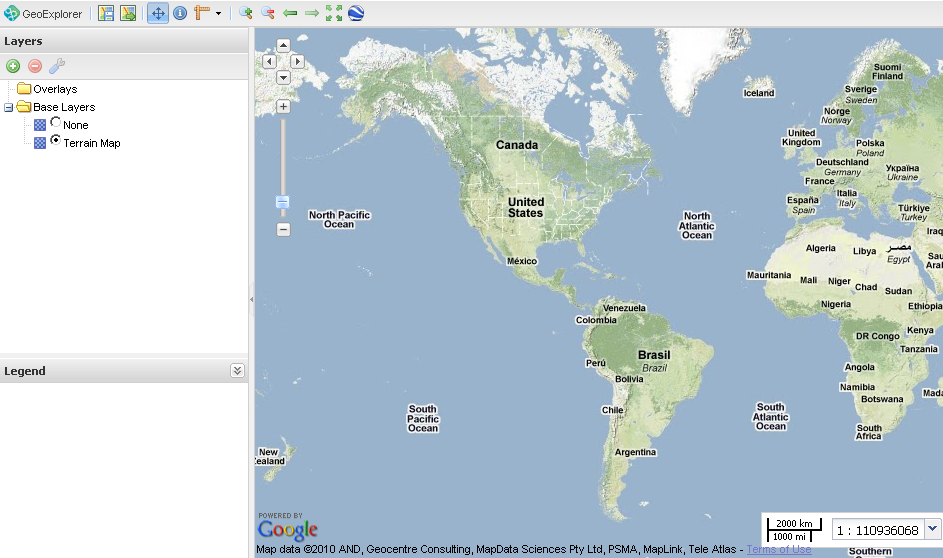 GeoExplorer
Layers
Overlays
Base Layers
None
Terrain Map
Legend
Canada
United
States
North Pacific
Ocean
México
North
Atlantic
Ocean
Iceland
Suomi
Finland
Sverige
Sweden
Norge
Norway
United
Kingdom
Polska
Poland
Deutschland
Germany
Україна
Ukraine
France
Italia
Italy
España
Spain
Türkiye
Turkey
Iraq
Algeria
Libya
مصر
Egypt
Sau
Arab
Mauritania
Mali
Niger
Chad
Sudan
Nigeria
Ethiopia
Venezuela
Colombia
DR Congo
Kenya
Tanzania
Brasil
Brazil
Perú
Bolivia
Angola
Namibia
Botswana
Mada
Chile
South
Pacific
Ocean
South
Atlantic
Ocean
South
Africa
Argentina
New
Zealand
POWERED BY
Google
2000 km
1000 mi
1 : 110936068
Map data ©2010 AND, Geocentre Consulting, MapData Sciences Pty Ltd, PSMA, MapLink, Tele Atlas - Terms of Use
Southern